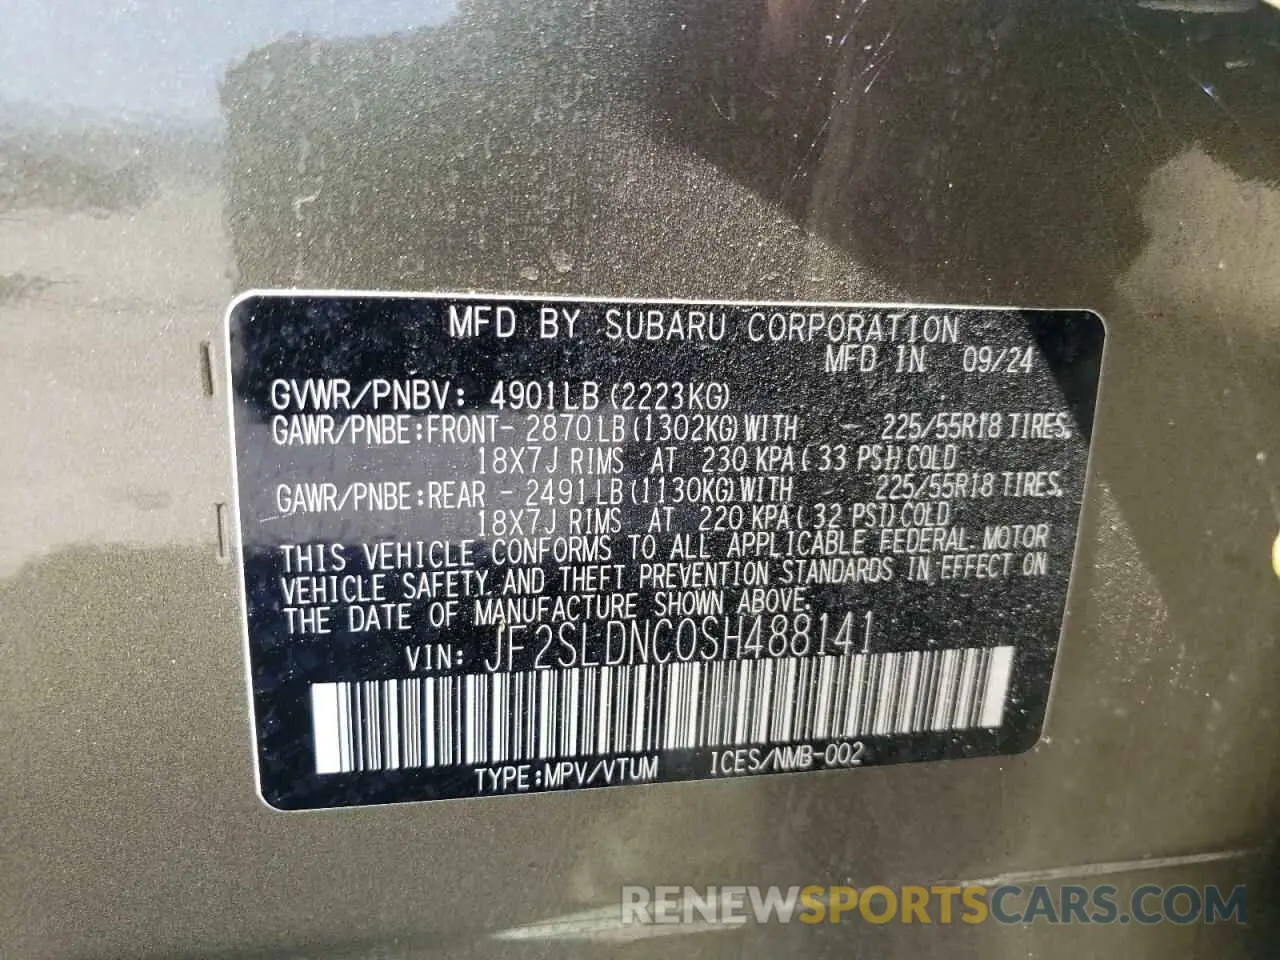 MFD BY SUBARU CORPORATION
MFD IN 09/24
GVWR/PNBV: 4901LB (2223KG)
GAWR/PNBE:FRONT- 2870LB (1302KG) WITH - 225/55R18 TIRES,
18X7J RIMS AT 230 KPA ( 33 PSI) COLD
GAWR/PNBE:REAR - 2491LB (1130KG) WITH - 225/55R18 TIRES,
18X7J RIMS AT 220 KPA ( 32 PSI) COLD
THIS VEHICLE CONFORMS TO ALL APPLICABLE FEDERAL MOTOR
VEHICLE SAFETY AND THEFT PREVENTION STANDARDS IN EFFECT ON
THE DATE OF MANUFACTURE SHOWN ABOVE.
VIN: JF2SLDNC0SH488141
TYPE:MPV/VTUM ICES/NMB-002
RENEWSPORTSCARS.COM